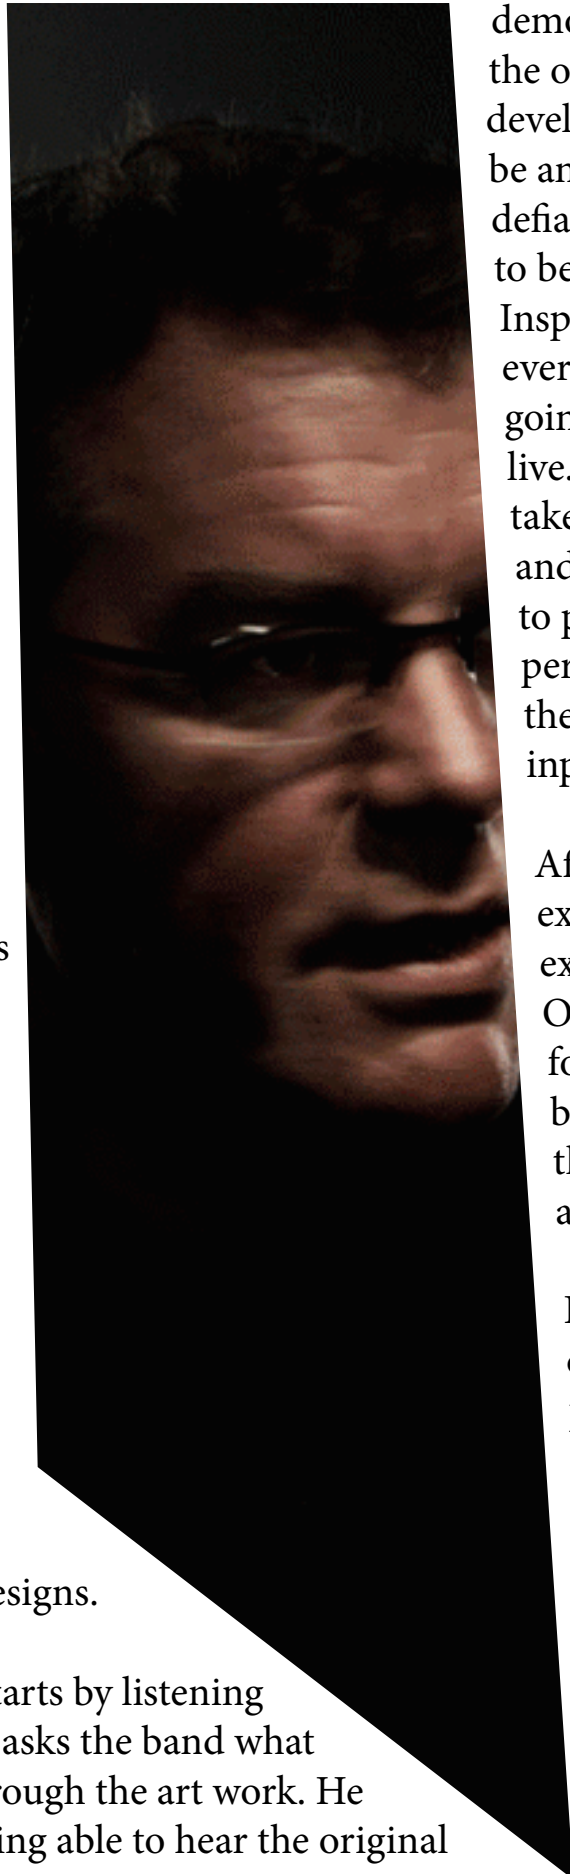 s
esigns.
tarts by listening
asks the band what
rough the art work. He
ing able to hear the original
demo
the o
devel
be an
defia
to be
Insp
ever
goin
live.
take
and
to p
per
the
inp
Af
ex
ex
O
fo
b
th
a